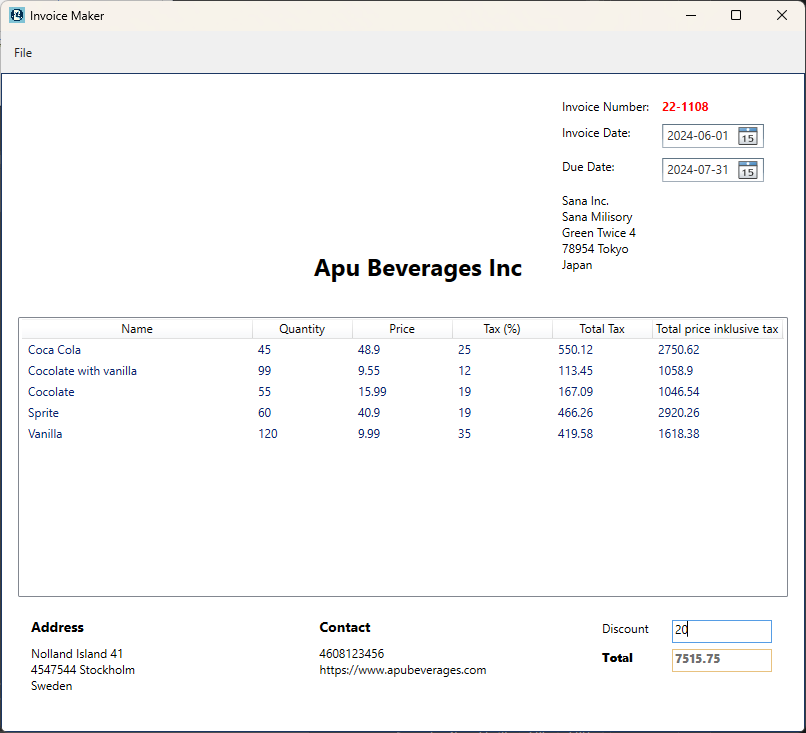 Invoice Maker
File
Invoice Number: 22-1108
Invoice Date: 2024-06-01 15
Due Date: 2024-07-31 15
Sana Inc.
Sana Milisory
Green Twice 4
78954 Tokyo
Japan
Apu Beverages Inc
Name Quantity Price Tax (%) Total Tax Total price inklusive tax
Coca Cola 45 48.9 25 550.12 2750.62
Cocolate with vanilla 99 9.55 12 113.45 1058.9
Cocolate 55 15.99 19 167.09 1046.54
Sprite 60 40.9 19 466.26 2920.26
Vanilla 120 9.99 35 419.58 1618.38
Address
Nolland Island 41
4547544 Stockholm
Sweden
Contact
4608123456
https://www.apubeverages.com
Discount 20
Total 7515.75